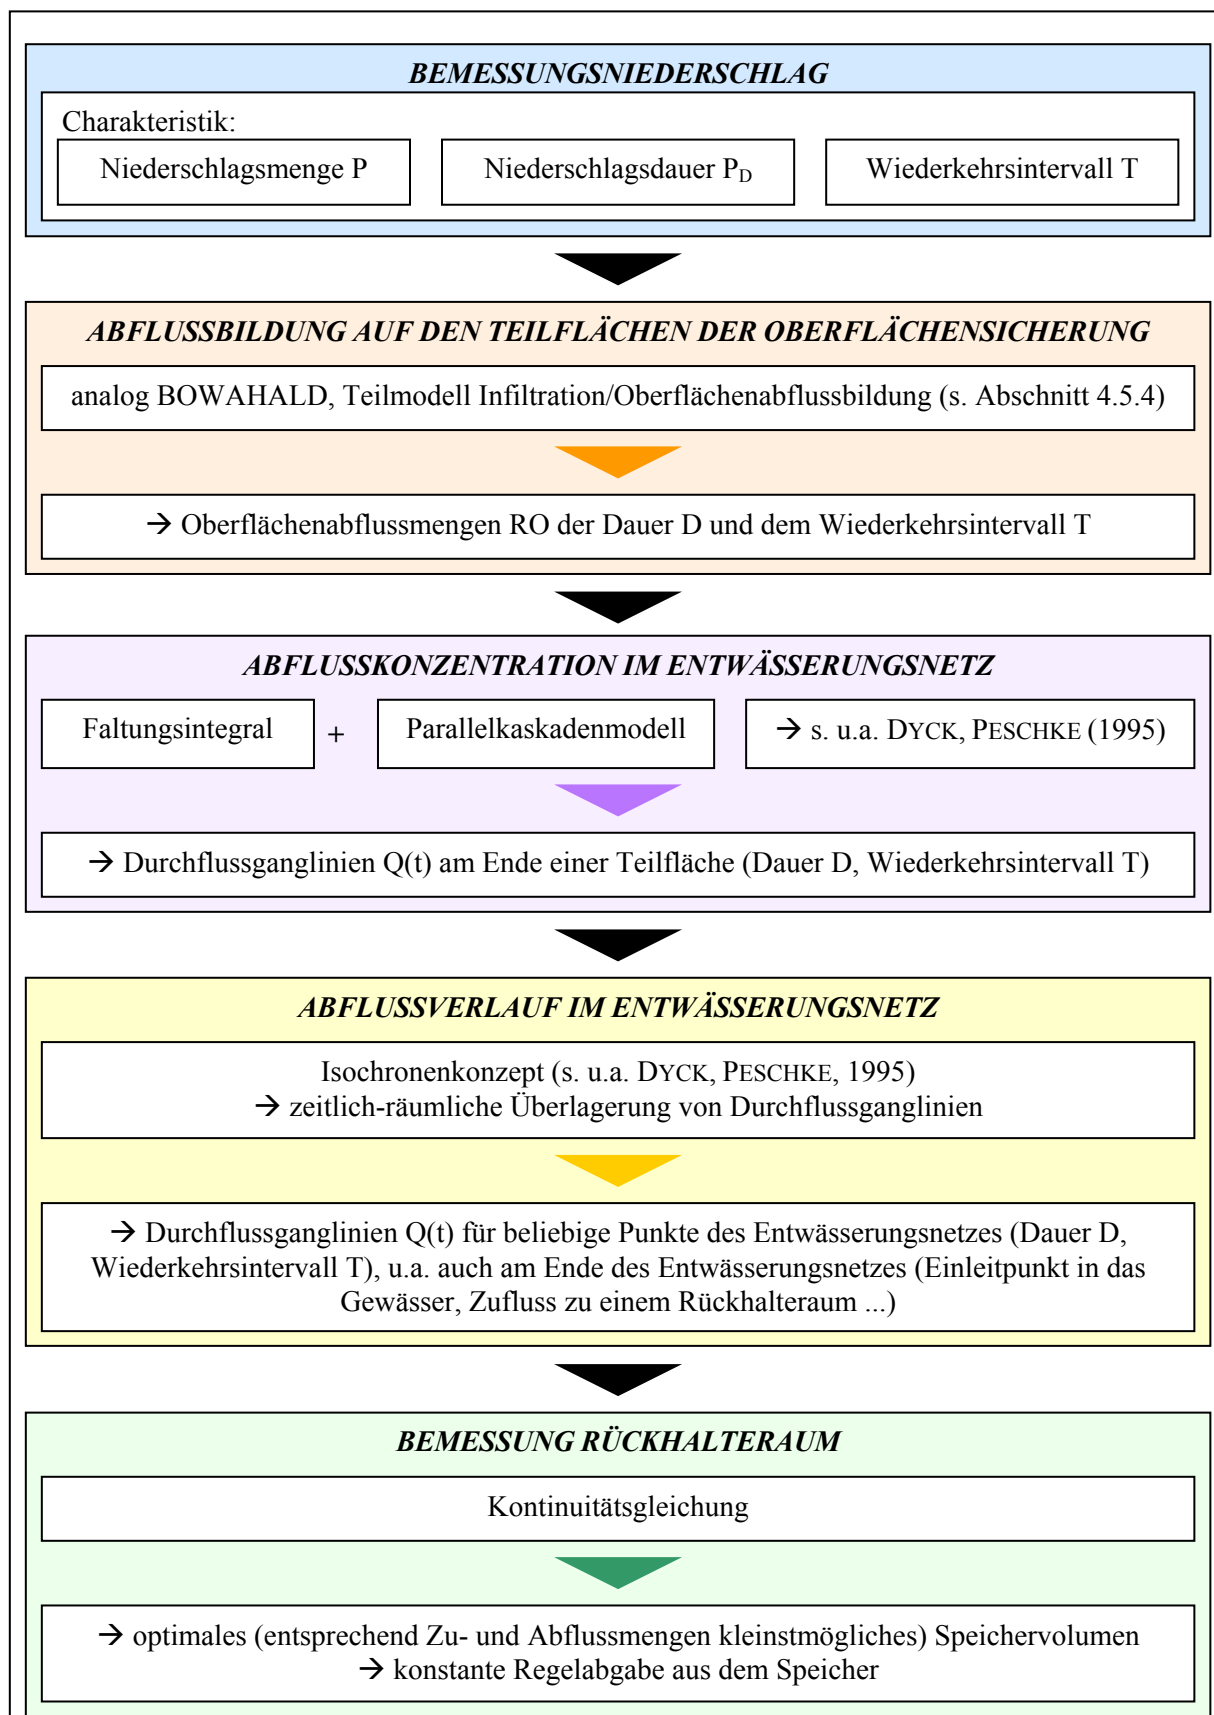 BEMESSUNGSNIEDERSCHLAG
Charakteristik:
Niederschlagsmenge P
Niederschlagsdauer P_D
Wiederkehrsintervall T
ABFLUSSBILDUNG AUF DEN TEILFLÄCHEN DER OBERFLÄCHENSICHERUNG
analog BOWAHALD, Teilmodell Infiltration/Oberflächenabflussbildung (s. Abschnitt 4.5.4)
→ Oberflächenabflussmengen RO der Dauer D und dem Wiederkehrsintervall T
ABFLUSSKONZENTRATION IM ENTWÄSSERUNGSNETZ
Faltungsintegral
+
Parallelkaskadenmodell
→ s. u.a. DYCK, PESCHKE (1995)
→ Durchflussganglinien Q(t) am Ende einer Teilfläche (Dauer D, Wiederkehrsintervall T)
ABFLUSSVERLAUF IM ENTWÄSSERUNGSNETZ
Isochronenkonzept (s. u.a. DYCK, PESCHKE, 1995)
→ zeitlich-räumliche Überlagerung von Durchflussganglinien
→ Durchflussganglinien Q(t) für beliebige Punkte des Entwässerungsnetzes (Dauer D,
Wiederkehrsintervall T), u.a. auch am Ende des Entwässerungsnetzes (Einleitpunkt in das
Gewässer, Zufluss zu einem Rückhalteraum ...)
BEMESSUNG RÜCKHALTERAUM
Kontinuitätsgleichung
→ optimales (entsprechend Zu- und Abflussmengen kleinstmögliches) Speichervolumen
→ konstante Regelabgabe aus dem Speicher